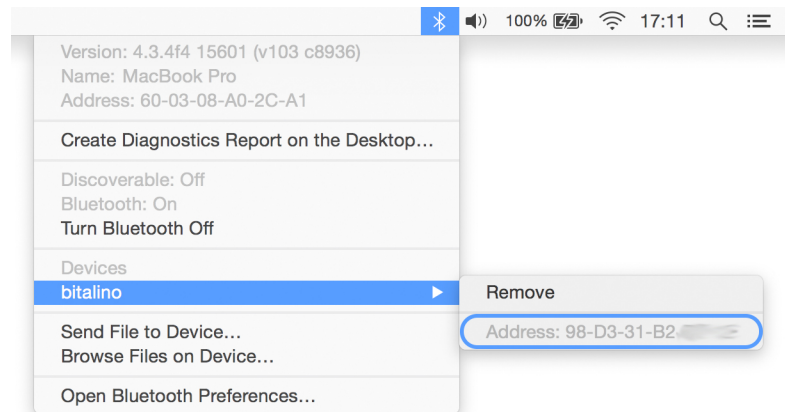 100% 17:11
Version: 4.3.4f4 15601 (v103 c8936)
Name: MacBook Pro
Address: 60-03-08-A0-2C-A1
Create Diagnostics Report on the Desktop…
Discoverable: Off
Bluetooth: On
Turn Bluetooth Off
Devices
bitalino
Remove
Address: 98-D3-31-B2
Send File to Device…
Browse Files on Device…
Open Bluetooth Preferences…